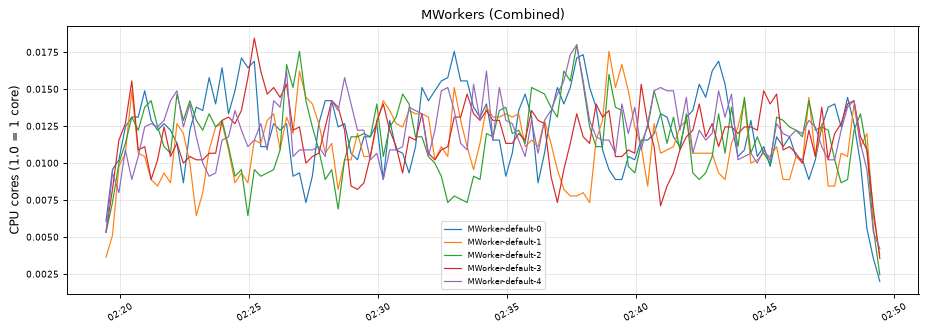 MWorkers (Combined)
CPU cores (1.0 = 1 core)
0.0175
0.0150
0.0125
0.0100
0.0075
0.0050
0.0025
MWorker-default-0
MWorker-default-1
MWorker-default-2
MWorker-default-3
MWorker-default-4
02:20
02:25
02:30
02:35
02:40
02:45
02:50